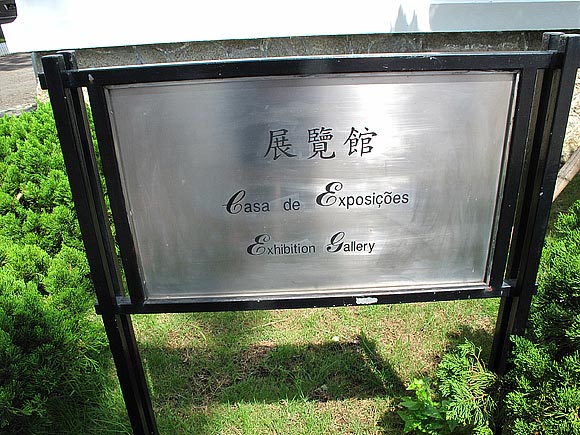 展覽館
Casa de Exposições
Exhibition Gallery